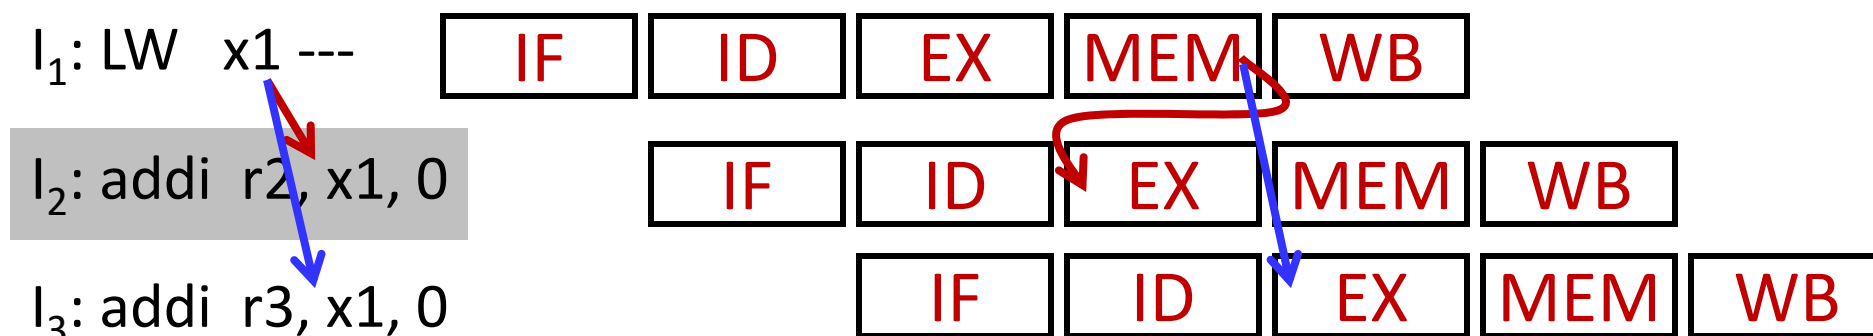 I₁: LW x1 --- IF ID EX MEM WB
I₂: addi r2, x1, 0 IF ID EX MEM WB
I₃: addi r3, x1, 0 IF ID EX MEM WB